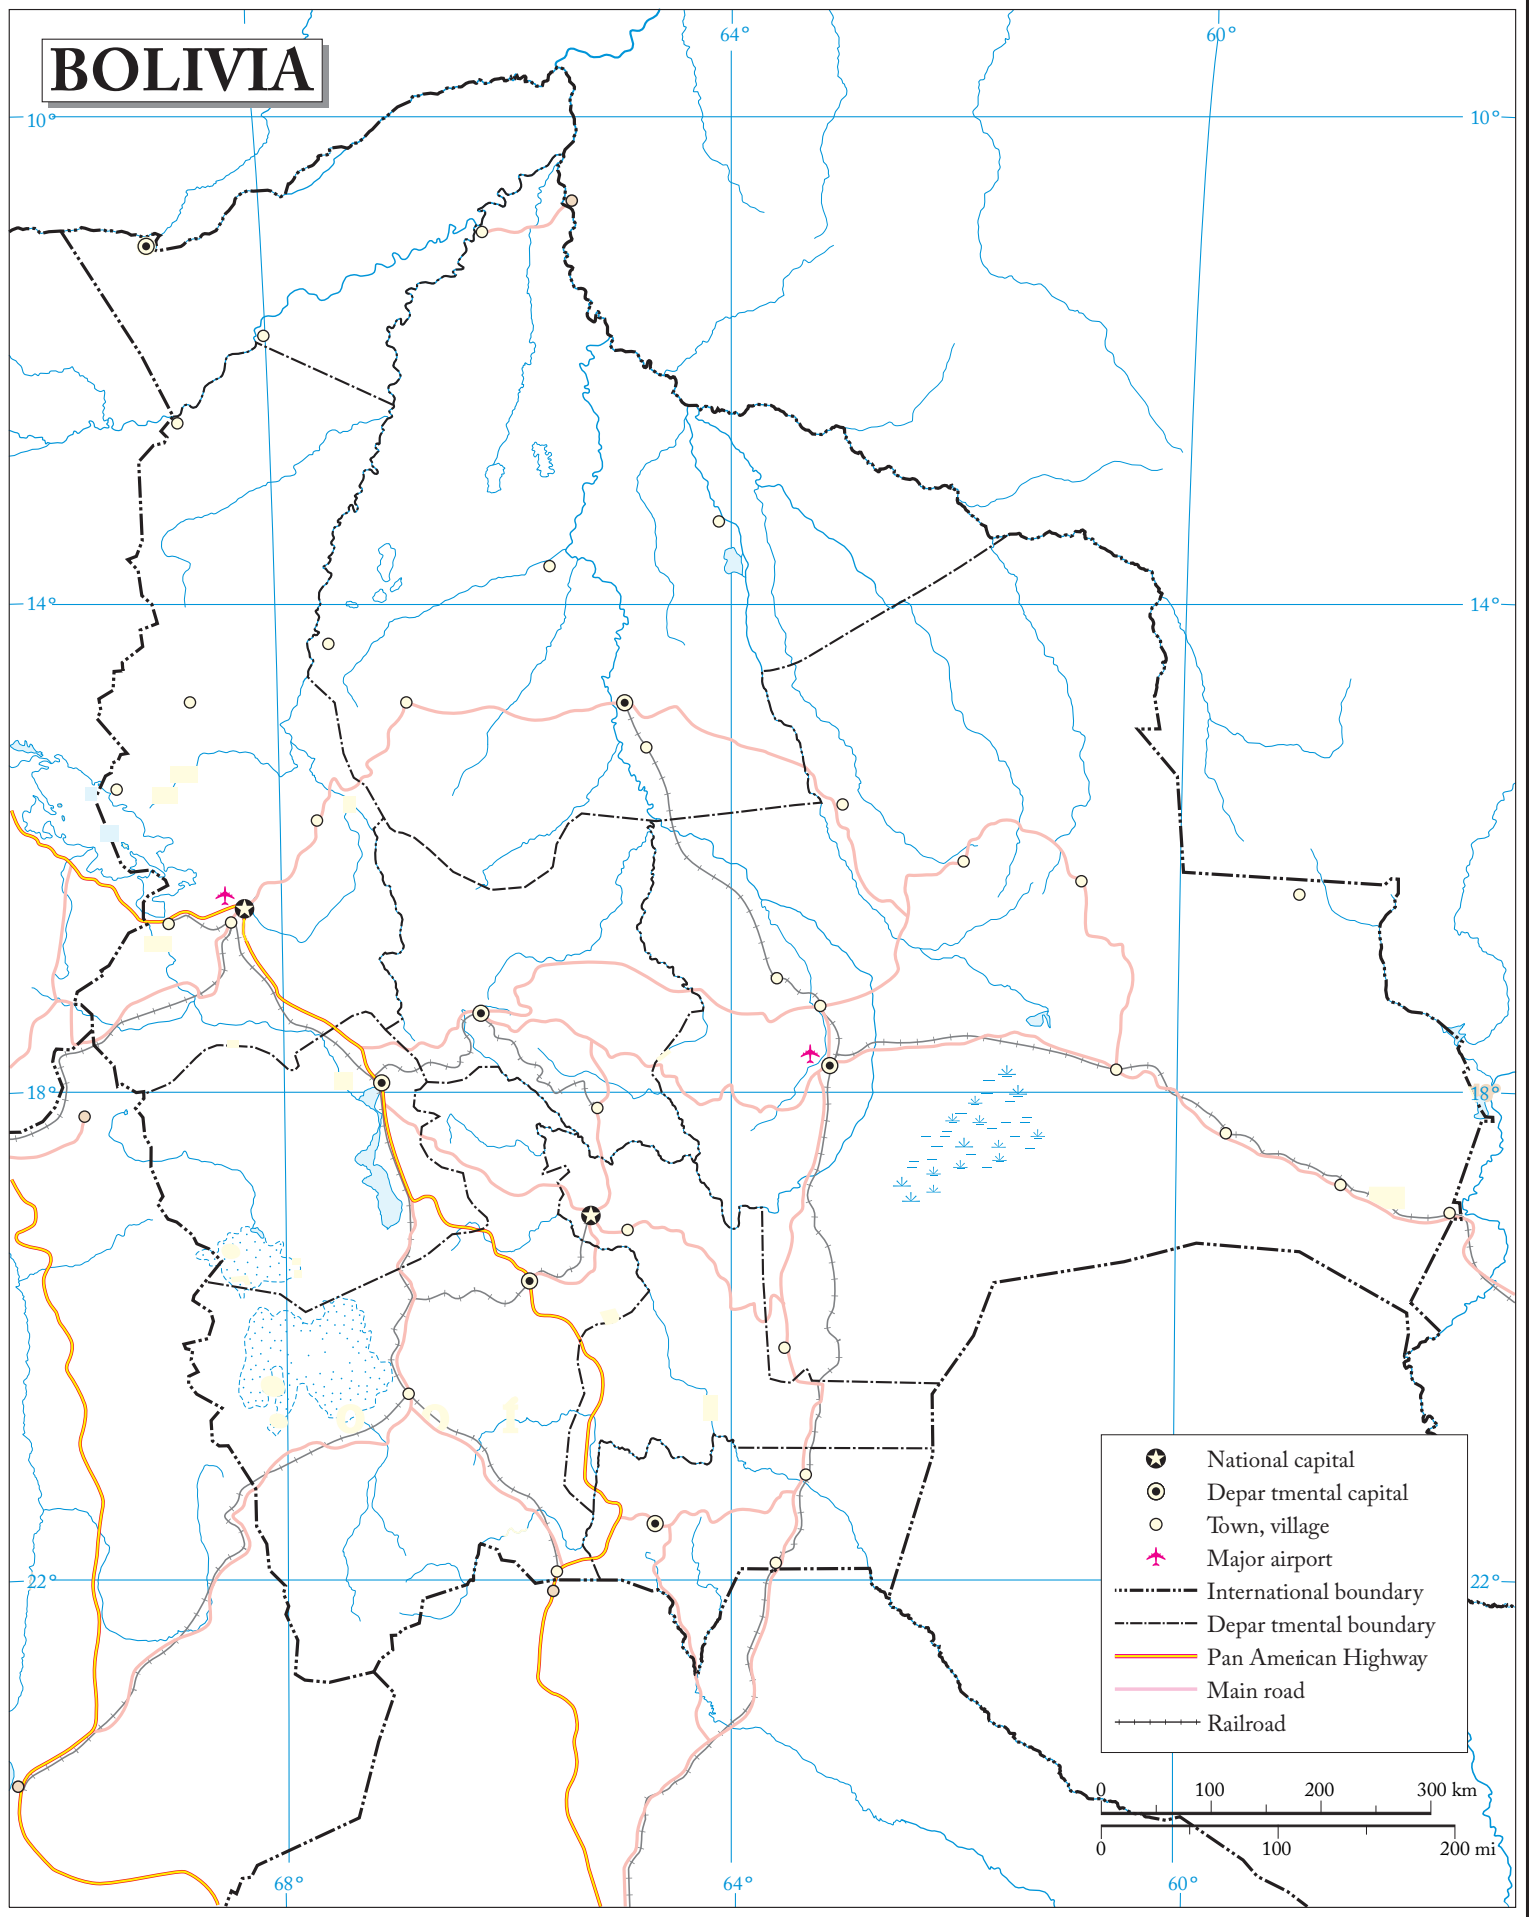 64° 60°
BOLIVIA
10° 10°
14° 14°
18° 18°
National capital
Depar tmental capital
Town, village
Major airport
22° International boundary 22°
Depar tmental boundary
Pan American Highway
Main road
Railroad
0 100 200 300 km
0 100 200 mi
68° 64° 60°